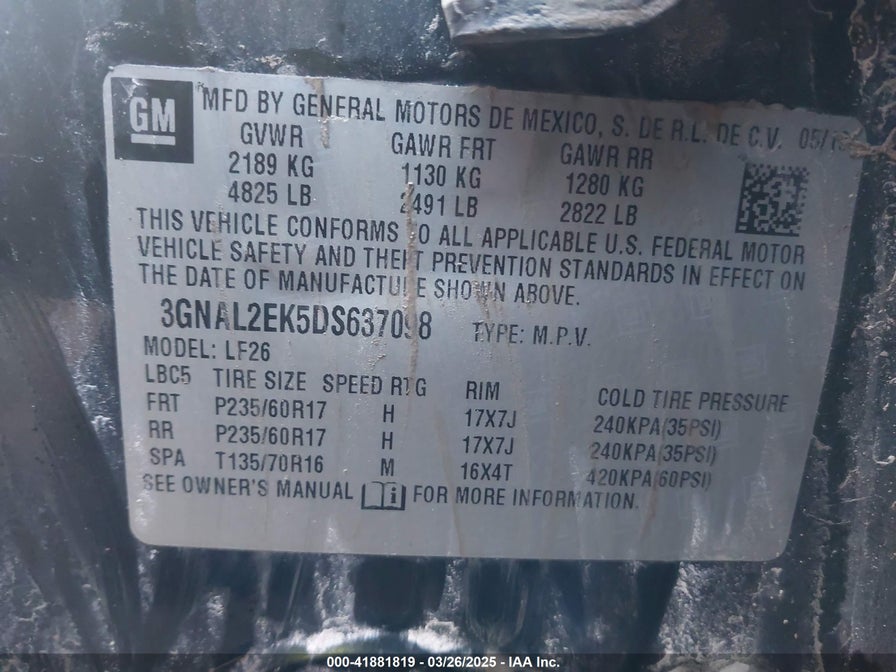 GM
MFD BY GENERAL MOTORS DE MEXICO, S. DE R.L. DE C.V.
GVWR GAWR FRT GAWR RR
2189 KG 1130 KG 1280 KG
4825 LB 2491 LB 2822 LB
THIS VEHICLE CONFORMS TO ALL APPLICABLE U.S. FEDERAL MOTOR
VEHICLE SAFETY AND THEFT PREVENTION STANDARDS IN EFFECT ON
THE DATE OF MANUFACTURE SHOWN ABOVE.
3GNAL2EK5DS637098 TYPE: M.P.V.
MODEL: LF26
LBC5 TIRE SIZE SPEED RTG RIM COLD TIRE PRESSURE
FRT P235/60R17 H 17X7J 240KPA(35PSI)
RR P235/60R17 H 17X7J 240KPA(35PSI)
SPA T135/70R16 M 16X4T 420KPA(60PSI)
SEE OWNER'S MANUAL i FOR MORE INFORMATION.
000-41881819 - 03/26/2025 - IAA Inc.